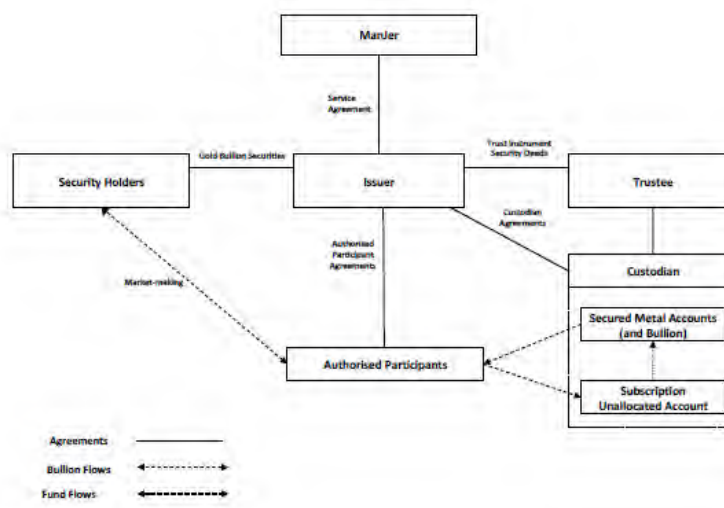 ManJer
Service
Agreement
Gold Bullion Securities
Trust Instrument
Security Deeds
Security Holders
Issuer
Trustee
Custodian
Agreements
Authorised
Participant
Agreements
Custodian
Market-making
Secured Metal Accounts
(and Bullion)
Authorised Participants
Subscription
Unallocated Account
Agreements
Bullion Flows
Fund Flows